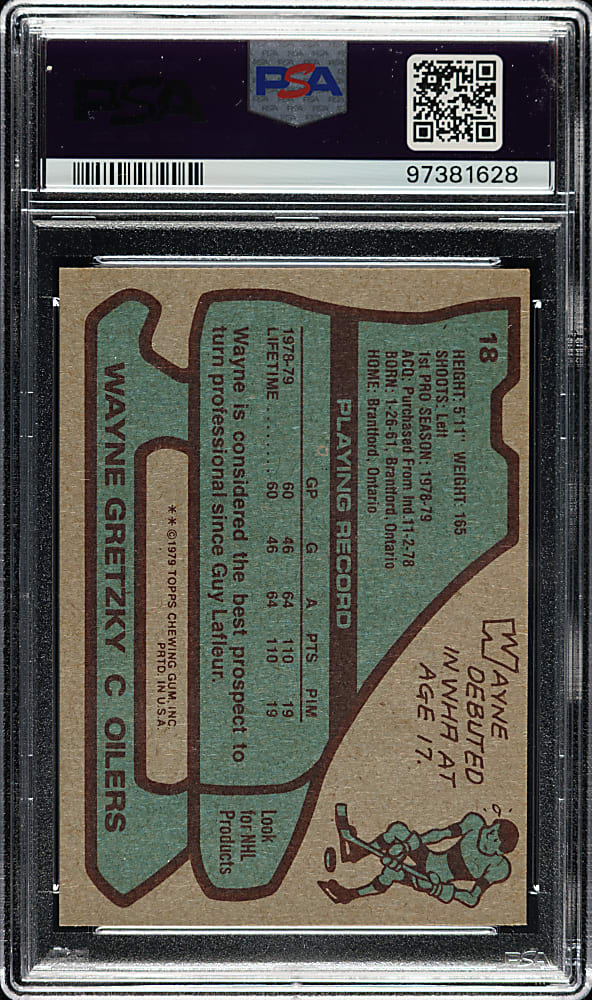 PSA
PSA
97381628
18
HEIGHT: 5'11" WEIGHT: 165
SHOOTS: Left
1st PRO SEASON: 1978-79
ACQ: Purchased From Ind. 11-2-78
BORN: 1-26-61, Brantford, Ontario
HOME: Brantford, Ontario
WAYNE
DEBUTED
IN WHA AT
AGE 17.
PLAYING RECORD
GP G A PTS PIM
1978-79 60 46 64 110 19
LIFETIME.......... 60 46 64 110 19
Wayne is considered the best prospect to
turn professional since Guy Lafleur.
Look
for NHL
Products
* * ©1979 TOPPS CHEWING GUM, INC.
PRTD. IN U.S.A.
WAYNE GRETZKY C OILERS
PSA